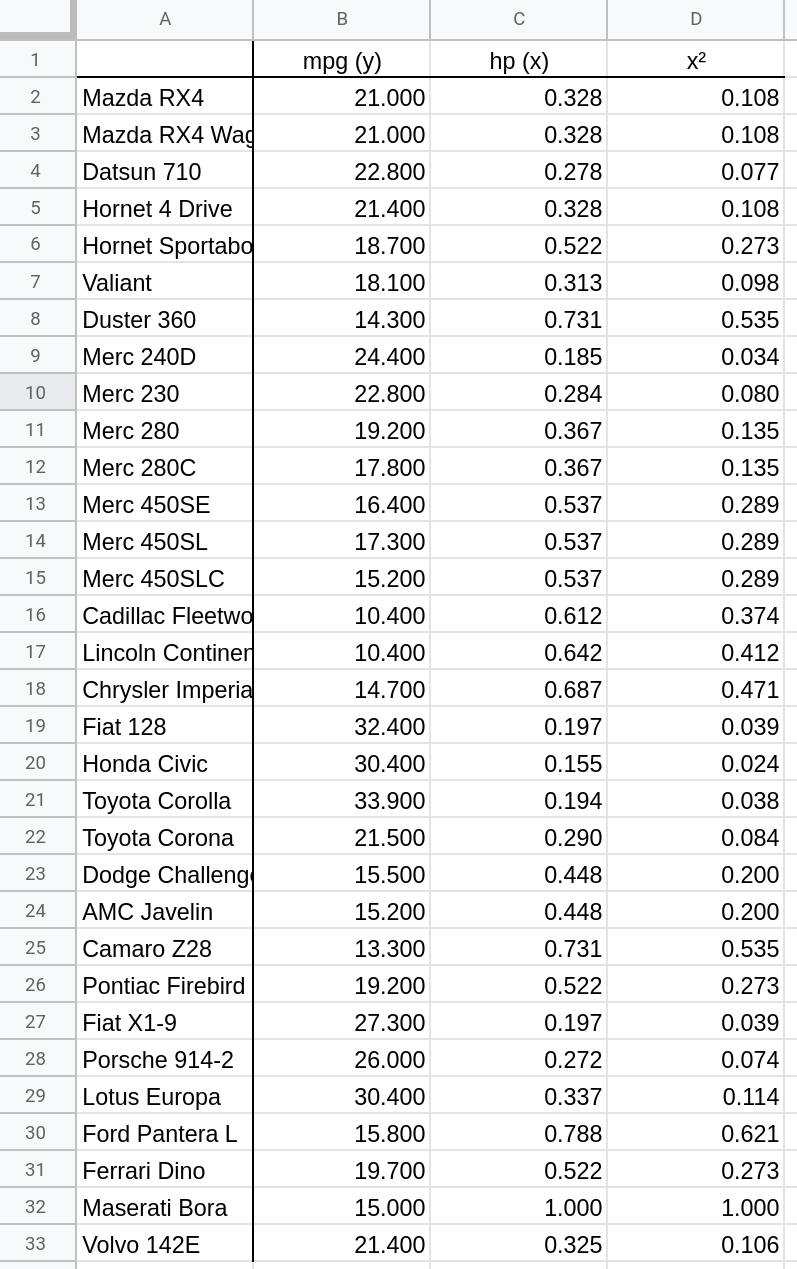 A B C D
1 mpg (y) hp (x) x²
2 Mazda RX4 21.000 0.328 0.108
3 Mazda RX4 Wag 21.000 0.328 0.108
4 Datsun 710 22.800 0.278 0.077
5 Hornet 4 Drive 21.400 0.328 0.108
6 Hornet Sportabo 18.700 0.522 0.273
7 Valiant 18.100 0.313 0.098
8 Duster 360 14.300 0.731 0.535
9 Merc 240D 24.400 0.185 0.034
10 Merc 230 22.800 0.284 0.080
11 Merc 280 19.200 0.367 0.135
12 Merc 280C 17.800 0.367 0.135
13 Merc 450SE 16.400 0.537 0.289
14 Merc 450SL 17.300 0.537 0.289
15 Merc 450SLC 15.200 0.537 0.289
16 Cadillac Fleetwo 10.400 0.612 0.374
17 Lincoln Continen 10.400 0.642 0.412
18 Chrysler Imperia 14.700 0.687 0.471
19 Fiat 128 32.400 0.197 0.039
20 Honda Civic 30.400 0.155 0.024
21 Toyota Corolla 33.900 0.194 0.038
22 Toyota Corona 21.500 0.290 0.084
23 Dodge Challenge 15.500 0.448 0.200
24 AMC Javelin 15.200 0.448 0.200
25 Camaro Z28 13.300 0.731 0.535
26 Pontiac Firebird 19.200 0.522 0.273
27 Fiat X1-9 27.300 0.197 0.039
28 Porsche 914-2 26.000 0.272 0.074
29 Lotus Europa 30.400 0.337 0.114
30 Ford Pantera L 15.800 0.788 0.621
31 Ferrari Dino 19.700 0.522 0.273
32 Maserati Bora 15.000 1.000 1.000
33 Volvo 142E 21.400 0.325 0.106